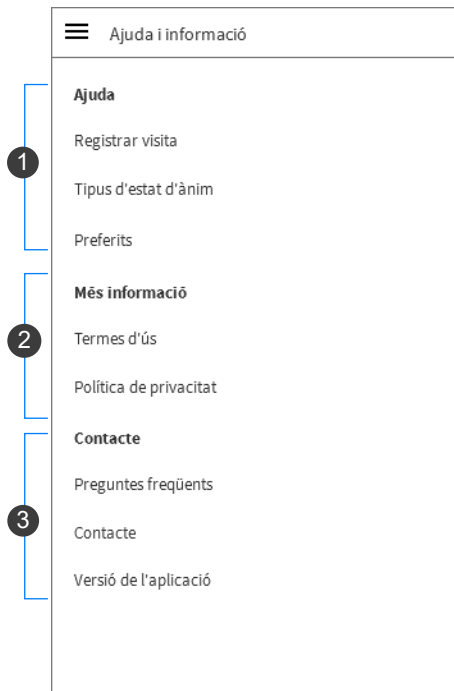 Ajuda i informació
Ajuda
1
Registrar visita
Tipus d'estat d'ànim
Preferits
Més informació
2
Termes d'ús
Política de privacitat
Contacte
Preguntes freqüents
3
Contacte
Versió de l'aplicació